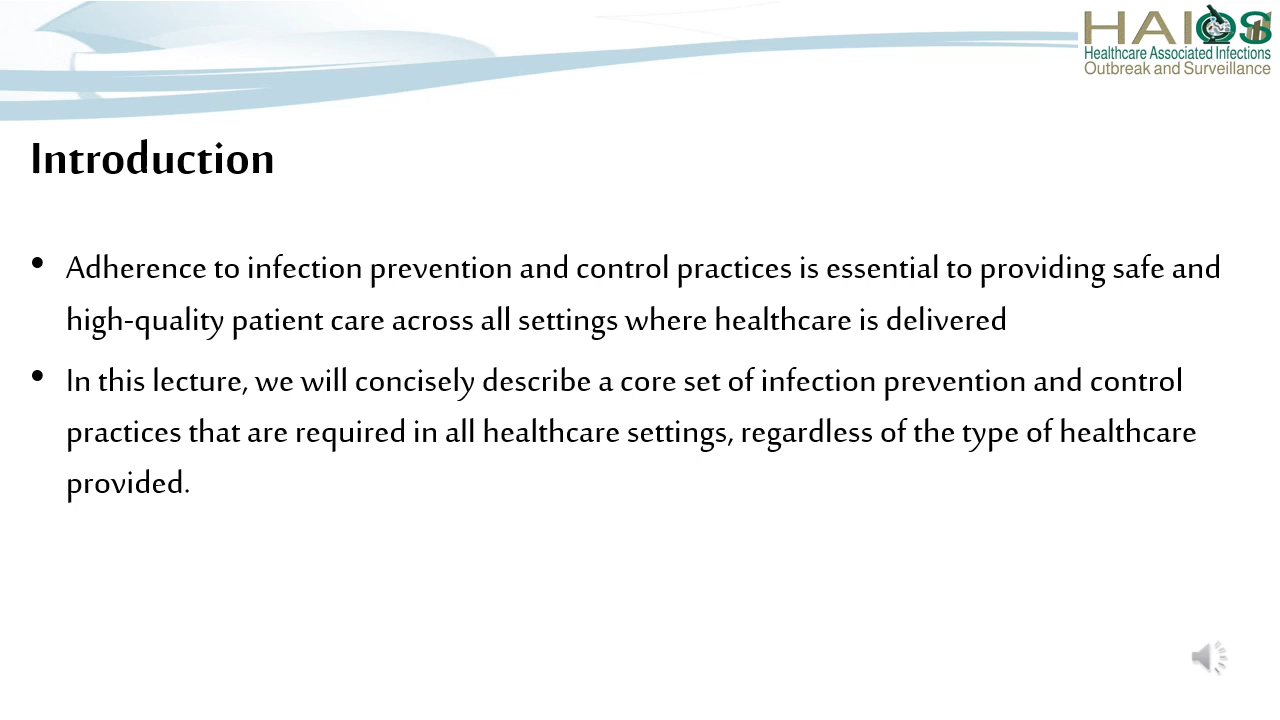 HAIOS
Healthcare Associated Infections
Outbreak and Surveillance
Introduction
• Adherence to infection prevention and control practices is essential to providing safe and
high-quality patient care across all settings where healthcare is delivered
• In this lecture, we will concisely describe a core set of infection prevention and control
practices that are required in all healthcare settings, regardless of the type of healthcare
provided.